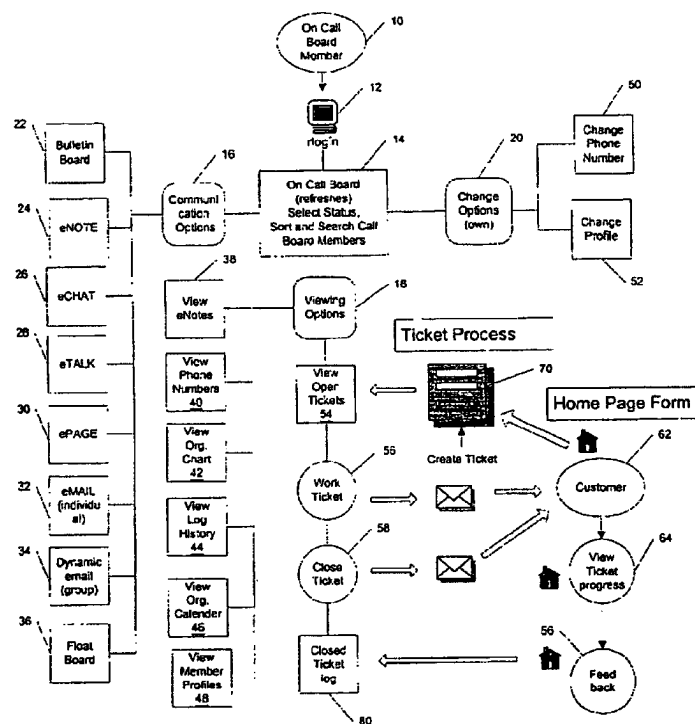 On Call
Board
Member
10
12
rlogin
14
On Call Board
(refreshes)
Select Status,
Sort and Search Call
Board Members
16
Communi
cation
Options
20
Change
Options
(own)
50
Change
Phone
Number
Change
Profile
52
22
Bulletin
Board
24
eNOTE
26
eCHAT
28
eTALK
30
ePAGE
32
eMAIL
(individ
ual)
34
Dynamic
email
(group)
36
Float
Board
38
View
eNotes
View
Phone
Numbers
40
View
Org.
Chart
42
View
Log
History
44
View
Org.
Calender
46
View
Member
Profiles
48
18
Viewing
Options
View
Open
Tickets
54
56
Work
Ticket
58
Close
Ticket
Closed
Ticket
log
80
Ticket Process
70
Create Ticket
Home Page Form
62
Customer
64
View
Ticket
progress
56
Feed
back